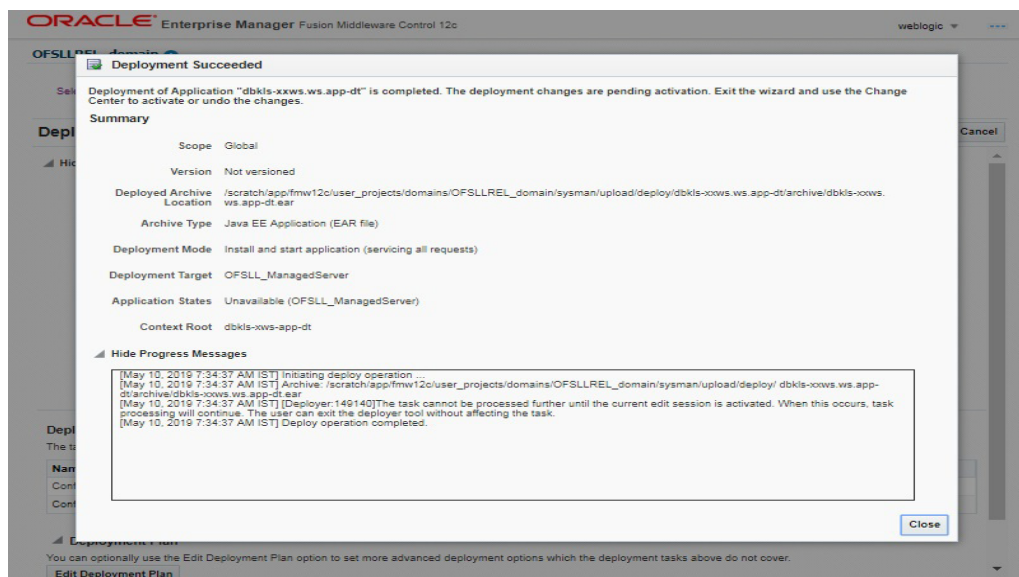 ORACLE Enterprise Manager Fusion Middleware Control 12c
weblogic
Deployment Succeeded
Sele
Deployment of Application "dbkls-xxws.ws.app-dt" is completed. The deployment changes are pending activation. Exit the wizard and use the Change
Center to activate or undo the changes.
Summary
Depl
Cancel
Scope Global
Hid
Version Not versioned
Deployed Archive Location /scratch/app/fmw12c/user_projects/domains/OFSLLREL_domain/sysman/upload/deploy/dbkls-xxws.ws.app-dt/archive/dbkls-xxws.
ws.app-dt.ear
Archive Type Java EE Application (EAR file)
Deployment Mode Install and start application (servicing all requests)
Deployment Target OFSLL_ManagedServer
Application States Unavailable (OFSLL_ManagedServer)
Context Root dbkls-xws-app-dt
Hide Progress Messages
[May 10, 2019 7:34:37 AM IST] Initiating deploy operation ...
[May 10, 2019 7:34:37 AM IST] Archive: /scratch/app/fmw12c/user_projects/domains/OFSLLREL_domain/sysman/upload/deploy/ dbkls-xxws.ws.app-
dt/archive/dbkls-xxws.ws.app-dt.ear
[May 10, 2019 7:34:37 AM IST] [Deployer:149140]The task cannot be processed further until the current edit session is activated. When this occurs, task
processing will continue. The user can exit the deployer tool without affecting the task.
[May 10, 2019 7:34:37 AM IST] Deploy operation completed.
Depl
The ta
Nam
Conf
Conf
Close
Deployment Plan
You can optionally use the Edit Deployment Plan option to set more advanced deployment options which the deployment tasks above do not cover.
Edit Deployment Plan